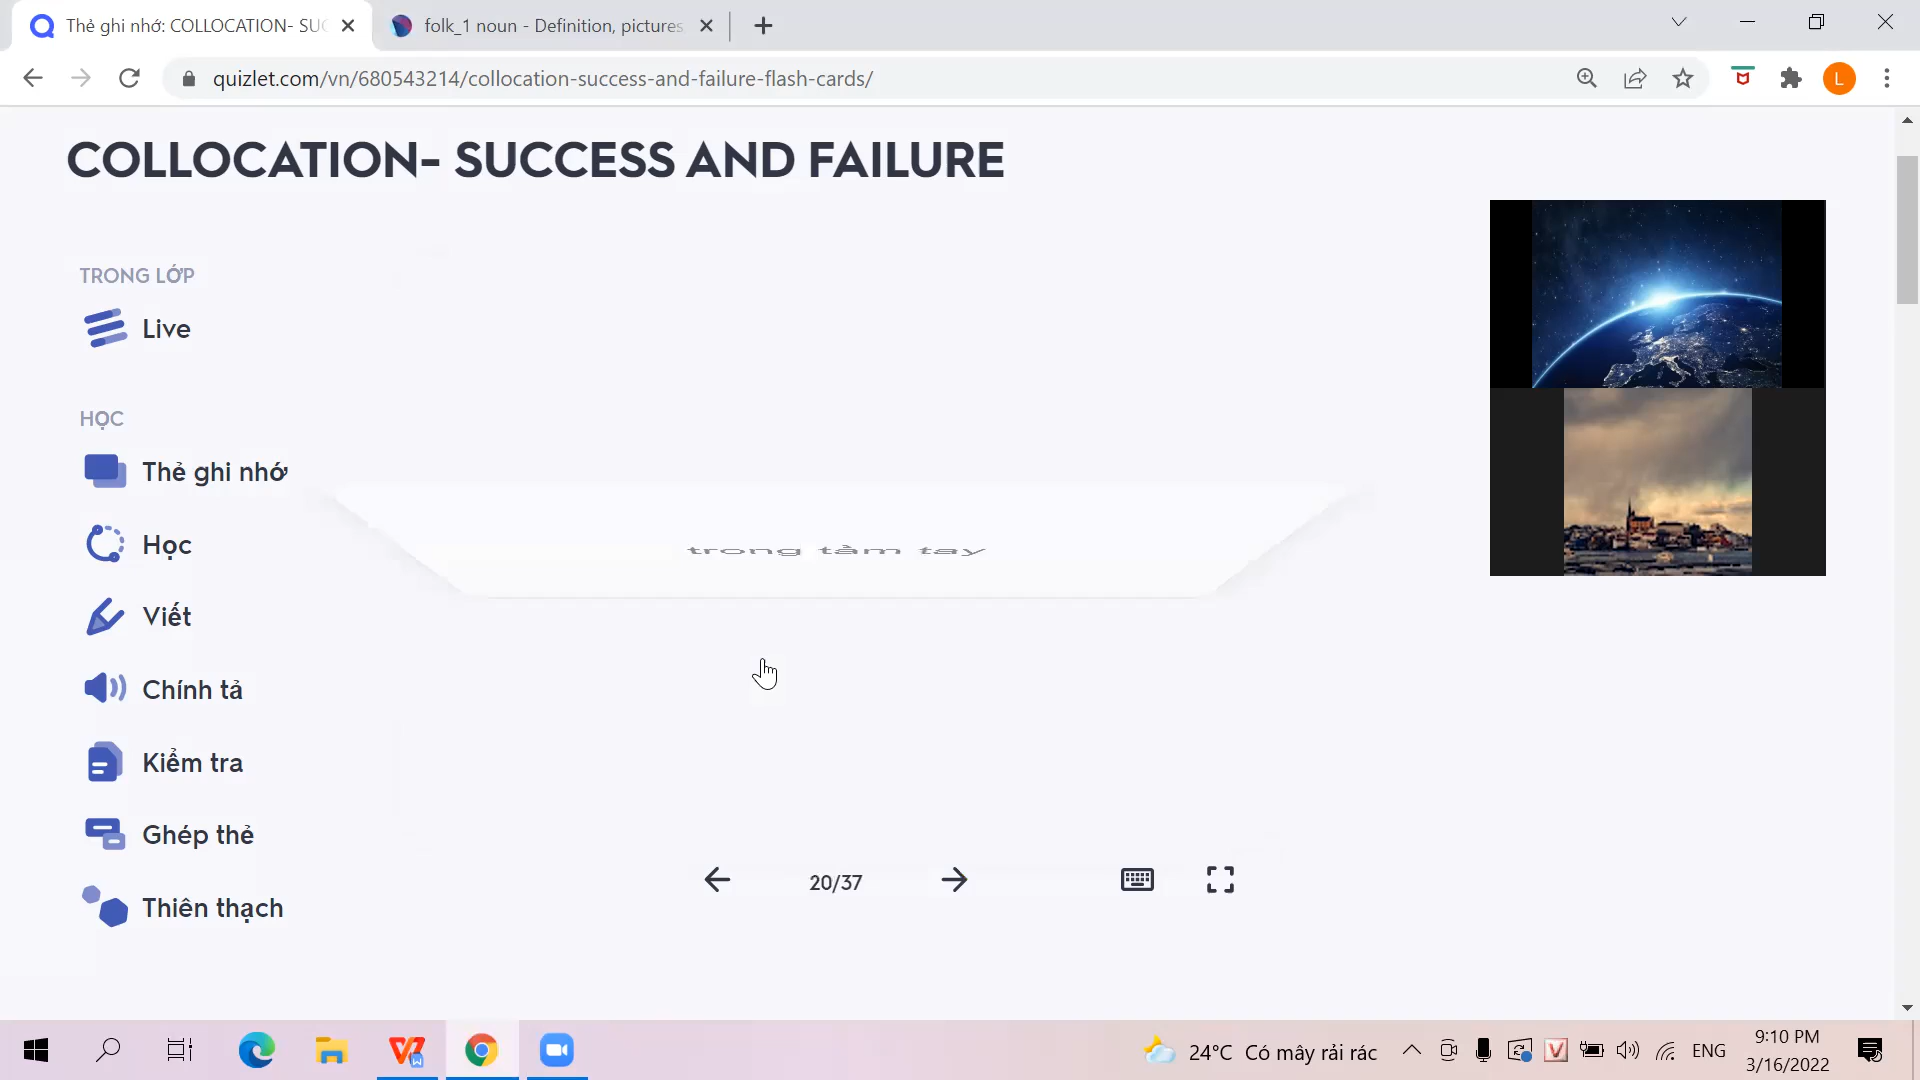 Thẻ ghi nhớ: COLLOCATION- SUC
folk_1 noun - Definition, pictures
quizlet.com/vn/680543214/collocation-success-and-failure-flash-cards/
L
COLLOCATION- SUCCESS AND FAILURE
TRONG LỚP
Live
HỌC
Thẻ ghi nhớ
Học
Viết
Chính tả
Kiểm tra
Ghép thẻ
Thiên thạch
trong tầm tay
20/37
24°C Có mây rải rác
ENG
9:10 PM
3/16/2022